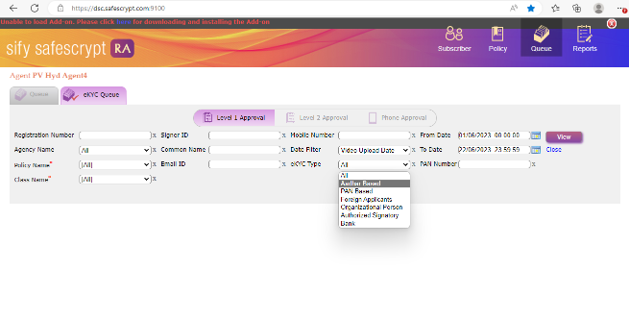 https://dsc.safescrypt.com:9100
Unable to load Add-on. Please click here for downloading and installing the Add-on
sify safescrypt RA
Subscriber Policy Queue Reports
Agent PV Hyd Agent4
Queue eKYC Queue
Level 1 Approval Level 2 Approval Phone Approval
Registration Number % Signer ID % Mobile Number % From Date 01/06/2023 00 00 00 View
Agency Name All % Common Name % Date Filter Video Upload Date % To Date 22/06/2023 23 59 59 Close
Policy Name* [All] % Email ID % eKYC Type All % PAN Number %
Class Name* [All] %
All
Aadhar Based
PAN Based
Foreign Applicants
Organizational Person
Authorized Signatory
Bank